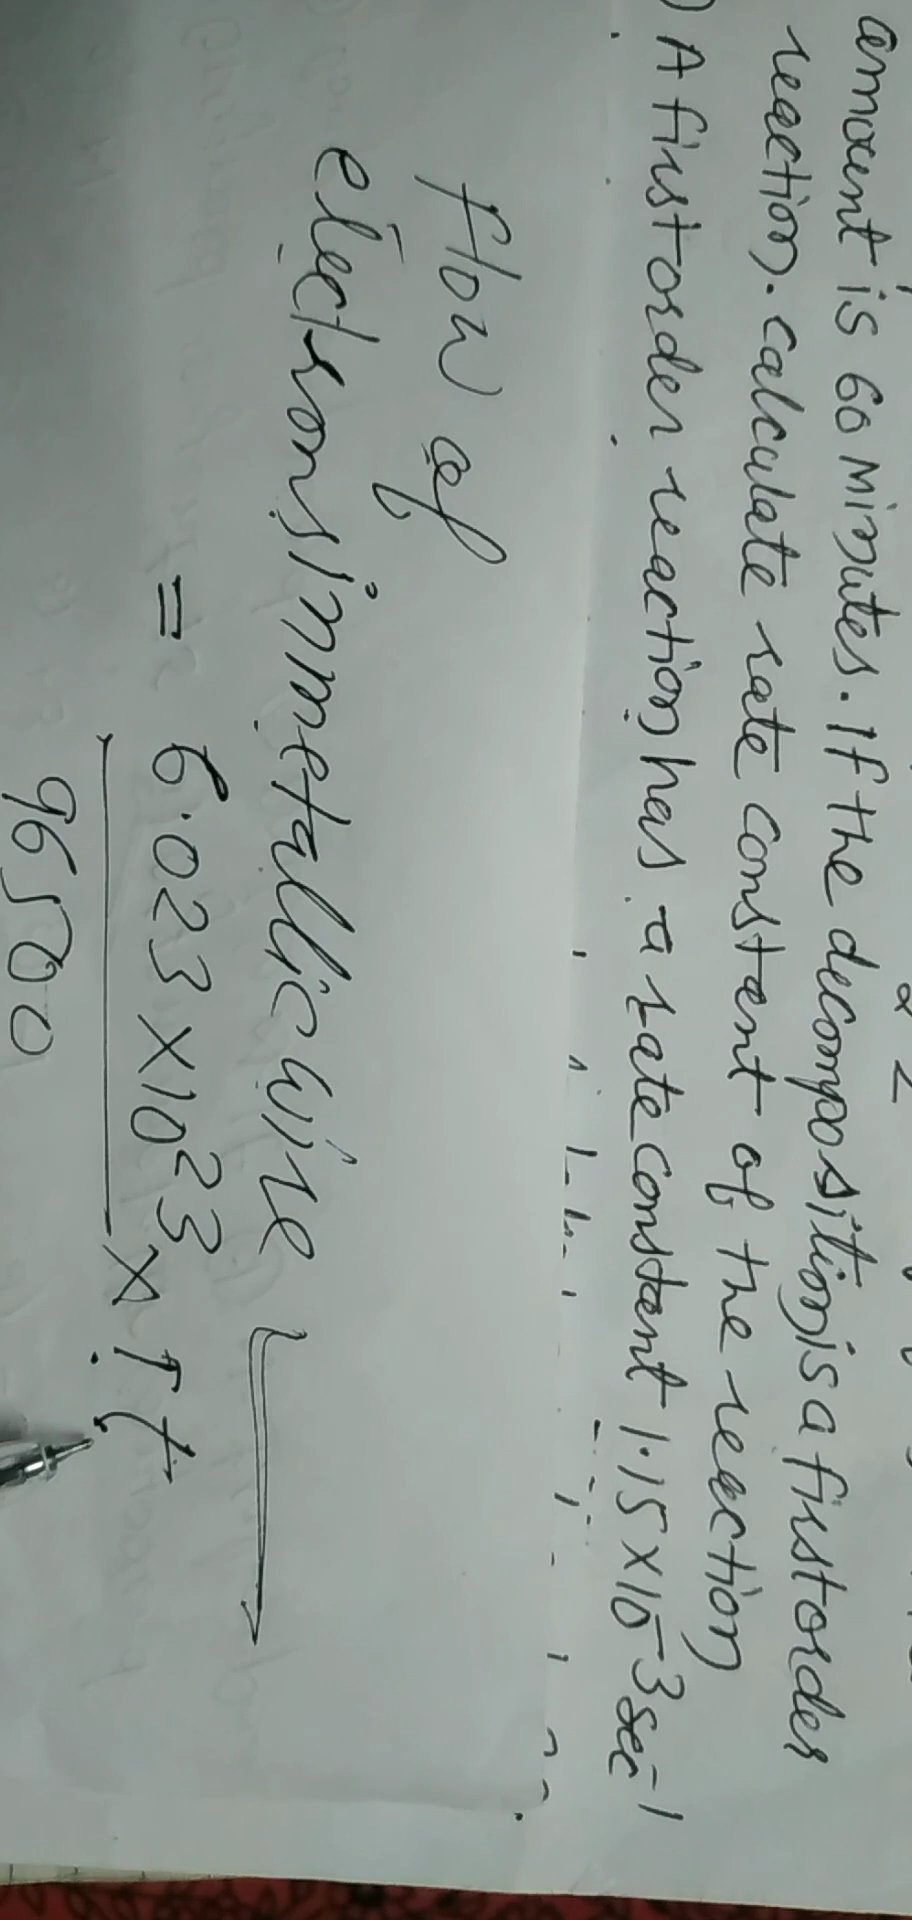 amount is 60 minutes. If the decomposition is a first order
reaction. calculate rate constant of the reaction
) A first order reaction has a rate constant 1.15 × 10⁻³ sec⁻¹
flow of
electrons in metallic wire
= 6.023 × 10²³ × It
96500